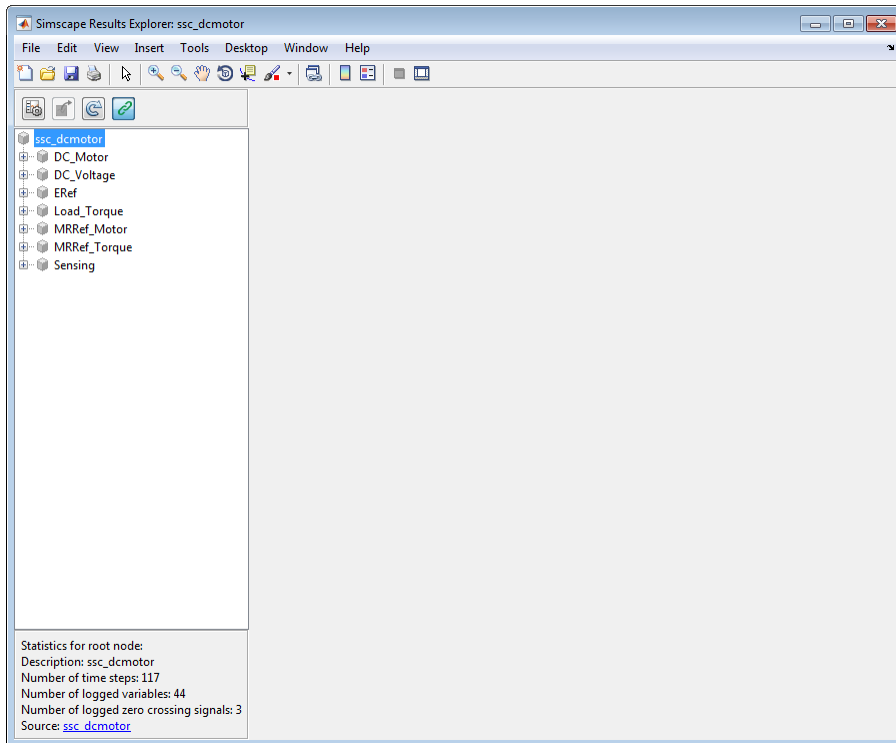 Simscape Results Explorer: ssc_dcmotor
File Edit View Insert Tools Desktop Window Help
ssc_dcmotor
DC_Motor
DC_Voltage
ERef
Load_Torque
MRRef_Motor
MRRef_Torque
Sensing
Statistics for root node:
Description: ssc_dcmotor
Number of time steps: 117
Number of logged variables: 44
Number of logged zero crossing signals: 3
Source: ssc_dcmotor